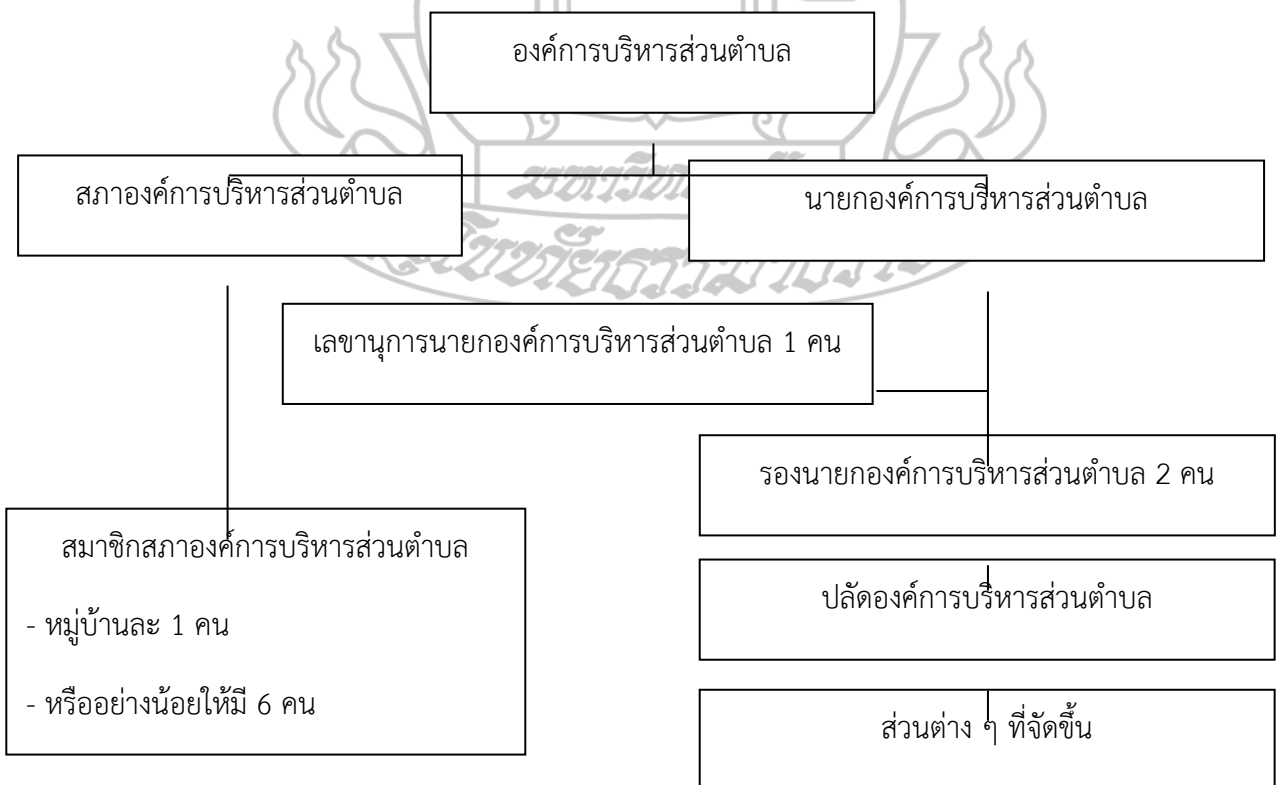 องค์การบริหารส่วนตำบล
สภาองค์การบริหารส่วนตำบล
นายกองค์การบริหารส่วนตำบล
เลขานุการนายกองค์การบริหารส่วนตำบล 1 คน
รองนายกองค์การบริหารส่วนตำบล 2 คน
สมาชิกสภาองค์การบริหารส่วนตำบล
- หมู่บ้านละ 1 คน
- หรืออย่างน้อยให้มี 6 คน
ปลัดองค์การบริหารส่วนตำบล
ส่วนต่าง ๆ ที่จัดขึ้น